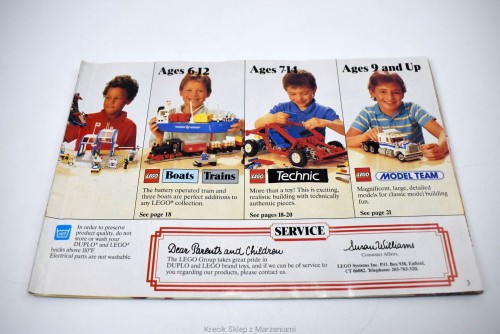 Ages 6-12
Ages 7-14
Ages 9 and Up
LEGO Boats Trains
LEGO Technic
LEGO MODEL TEAM
The battery operated train and
three boats are perfect additions to
any LEGO® collection.
See page 18
More than a toy! This is exciting,
realistic building with technically
authentic pieces.
See pages 18-20
Magnificent, large, detailed
models for classic model building
fun.
See page 21
In order to preserve
product quality, do not
store or wash your
DUPLO® and LEGO®
bricks above 110°F.
Electrical parts are not washable.
SERVICE
Dear Parents and Children
The LEGO Group takes great pride in
DUPLO and LEGO brand toys, and if we can be of service to
you regarding our products, please contact us.
Susan Williams
Consumer Affairs,
LEGO Systems Inc. P.O. Box 938, Enfield,
CT 06082. Telephone: 203-763-320.
3
Krecik Sklep z Marzeniami